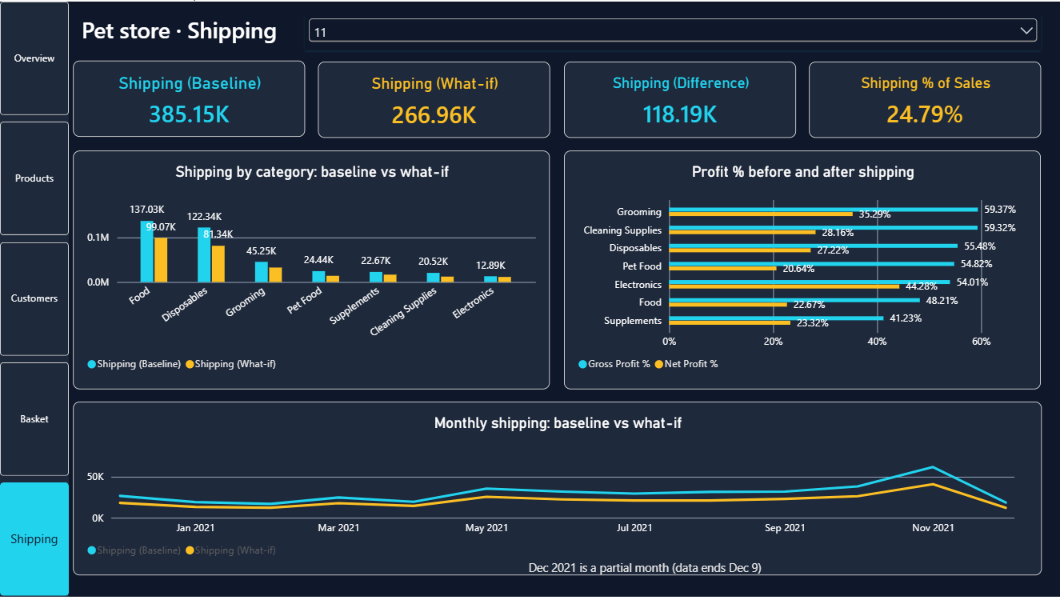 Pet store · Shipping
11
Overview
Products
Customers
Basket
Shipping
Shipping (Baseline)
385.15K
Shipping (What-if)
266.96K
Shipping (Difference)
118.19K
Shipping % of Sales
24.79%
Shipping by category: baseline vs what-if
0.1M
0.0M
137.03K
99.07K
122.34K
81.34K
45.25K
24.44K
22.67K
20.52K
12.89K
Food
Disposables
Grooming
Pet Food
Supplements
Cleaning Supplies
Electronics
Shipping (Baseline) Shipping (What-if)
Profit % before and after shipping
Grooming 59.37% 35.29%
Cleaning Supplies 59.32% 28.16%
Disposables 55.48% 27.22%
Pet Food 54.82% 20.64%
Electronics 54.01% 44.28%
Food 48.21% 22.67%
Supplements 41.23% 23.32%
0% 20% 40% 60%
Gross Profit % Net Profit %
Monthly shipping: baseline vs what-if
50K
0K
Jan 2021 Mar 2021 May 2021 Jul 2021 Sep 2021 Nov 2021
Shipping (Baseline) Shipping (What-if)
Dec 2021 is a partial month (data ends Dec 9)